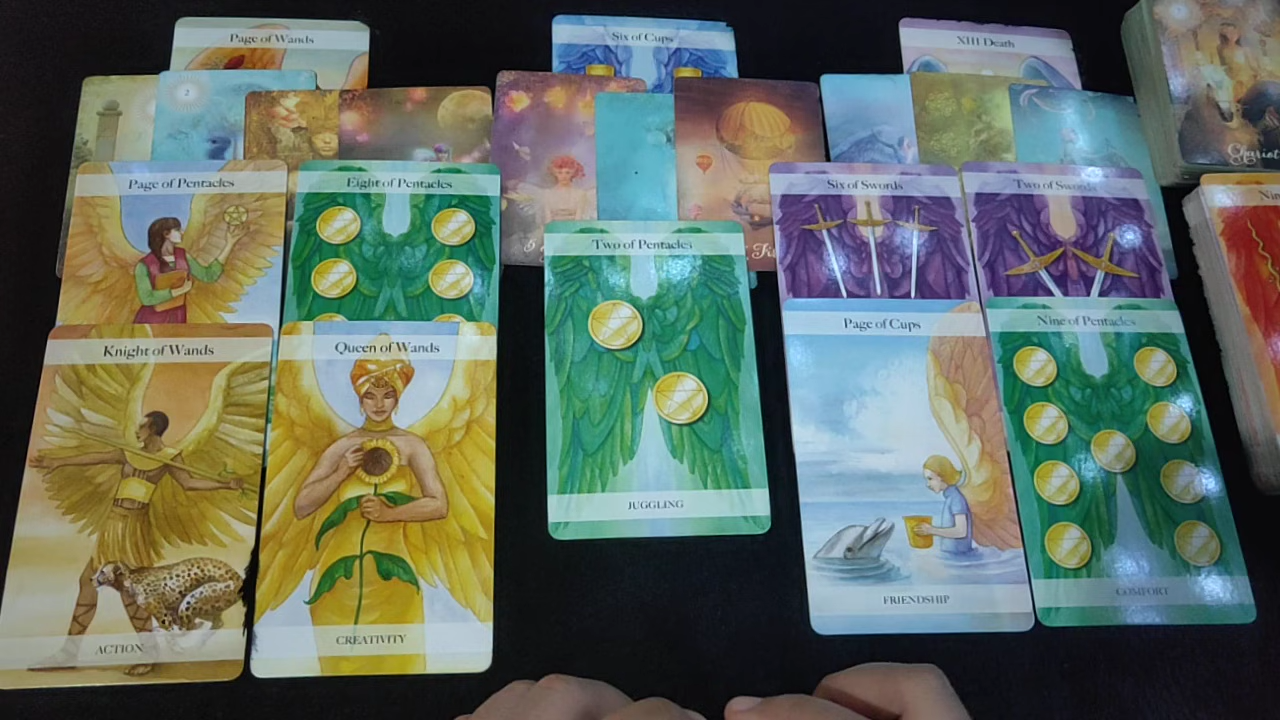 Page of Wands
Six of Cups
XIII Death
2
Chariot
Page of Pentacles
Eight of Pentacles
Two of Pentacles
Six of Swords
Two of Swords
Knight of Wands
Queen of Wands
Page of Cups
Nine of Pentacles
JUGGLING
FRIENDSHIP
COMFORT
ACTION
CREATIVITY